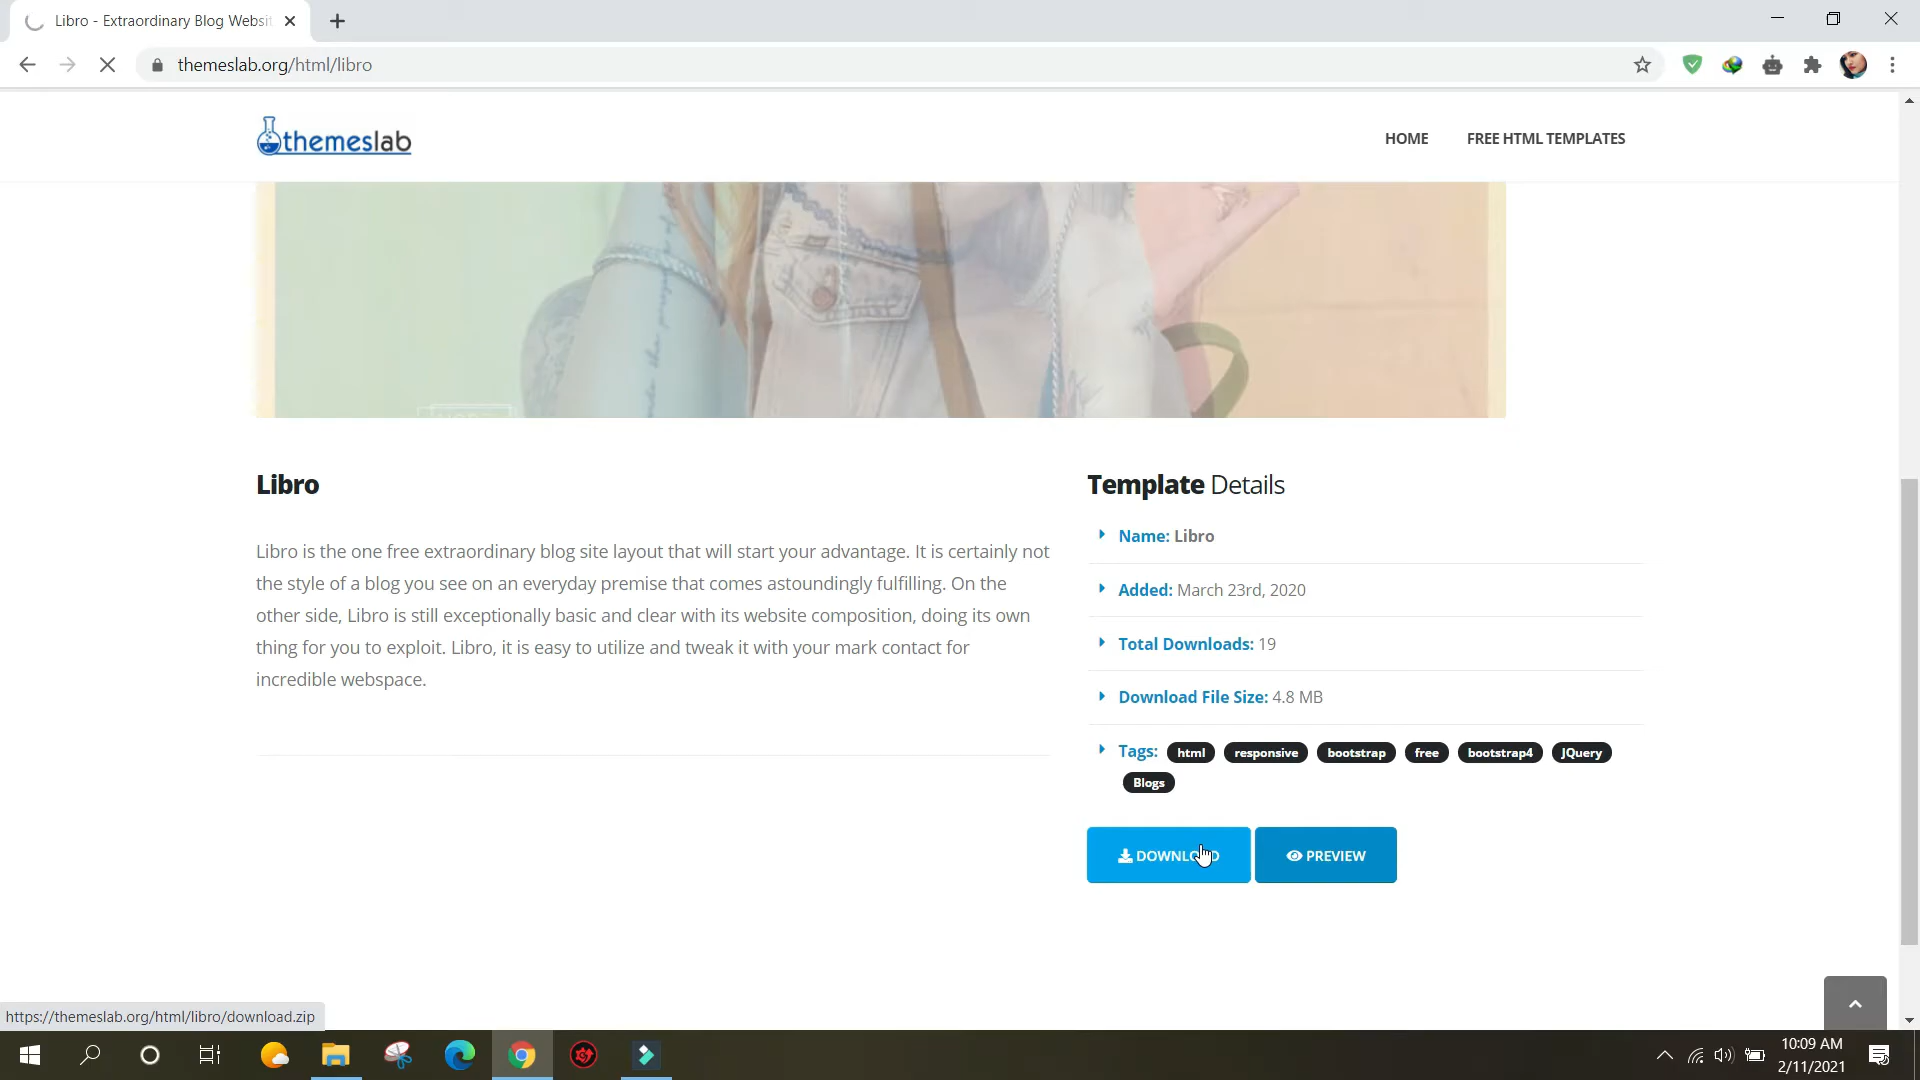 Libro - Extraordinary Blog Websit
themeslab.org/html/libro
themeslab
HOME
FREE HTML TEMPLATES
Libro
Libro is the one free extraordinary blog site layout that will start your advantage. It is certainly not
the style of a blog you see on an everyday premise that comes astoundingly fulfilling. On the
other side, Libro is still exceptionally basic and clear with its website composition, doing its own
thing for you to exploit. Libro, it is easy to utilize and tweak it with your mark contact for
incredible webspace.
Template Details
Name: Libro
Added: March 23rd, 2020
Total Downloads: 19
Download File Size: 4.8 MB
Tags: html responsive bootstrap free bootstrap4 JQuery
Blogs
DOWNLOAD
PREVIEW
https://themeslab.org/html/libro/download.zip
10:09 AM
2/11/2021